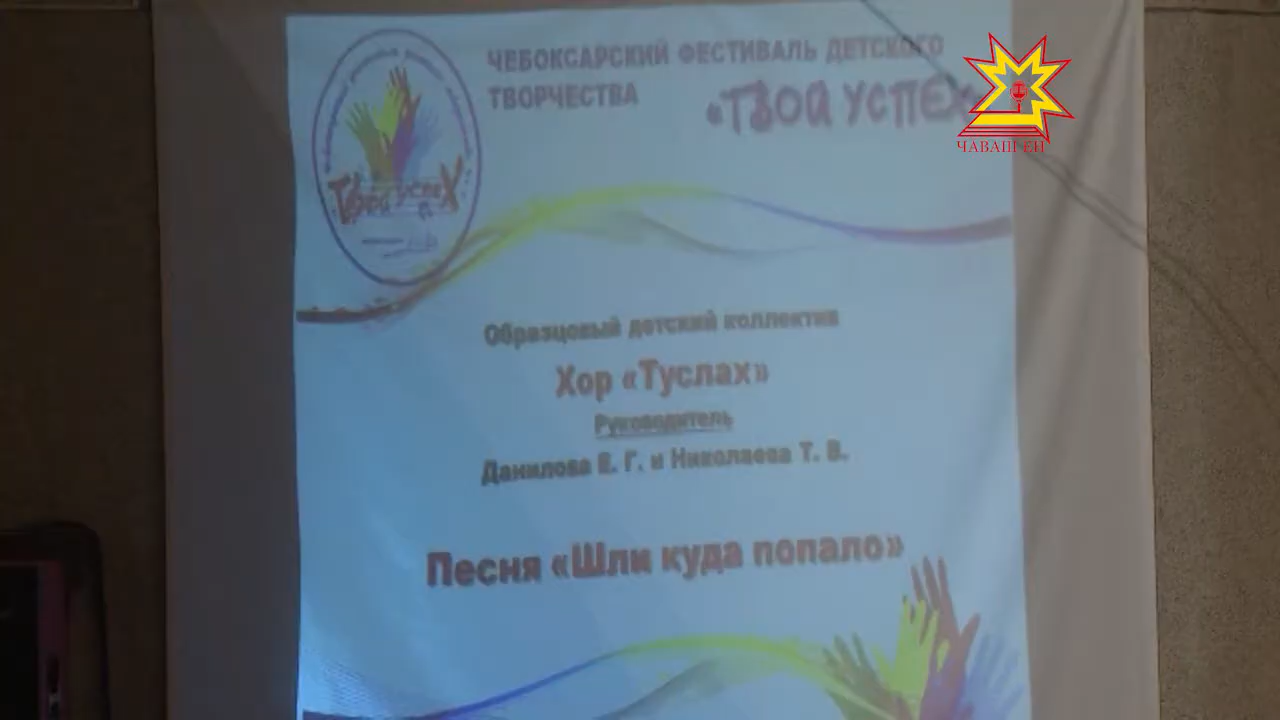 ЧЕБОКСАРСКИЙ ФЕСТИВАЛЬ ДЕТСКОГО
ТВОРЧЕСТВА
«ТВОЙ УСПЕХ»
ЧАВАШ ЕН
Твой успех
Образцовый детский коллектив
Хор «Туслах»
Руководитель
Данилова Е. Г. и Николаева Т. В.
Песня «Шли куда попало»